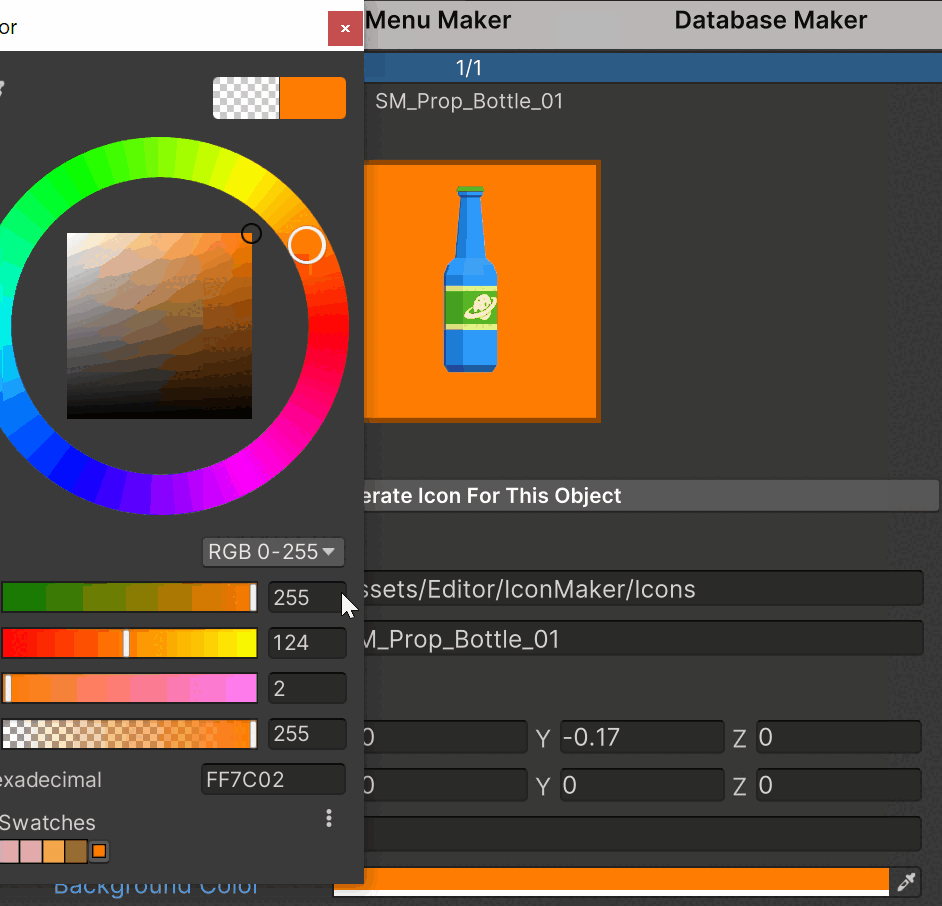 or
Menu Maker
Database Maker
1/1
SM_Prop_Bottle_01
erate Icon For This Object
RGB 0-255
255
ssets/Editor/IconMaker/Icons
124
M_Prop_Bottle_01
2
255
0 Y -0.17 Z 0
exadecimal FF7C02
0 Y 0 Z 0
Swatches
Background Color